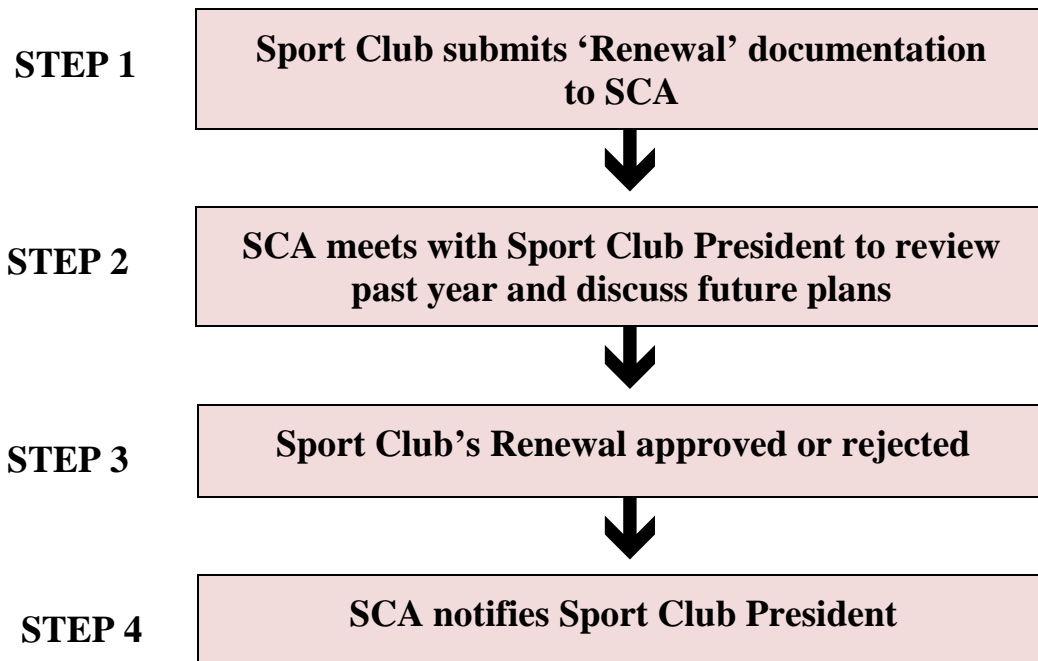 STEP 1
Sport Club submits ‘Renewal’ documentation
to SCA
STEP 2
SCA meets with Sport Club President to review
past year and discuss future plans
STEP 3
Sport Club’s Renewal approved or rejected
STEP 4
SCA notifies Sport Club President